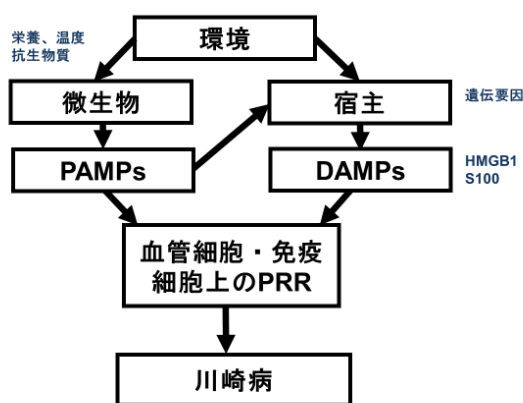 栄養、温度
抗生物質
環境
微生物
宿主
遺伝要因
PAMPs
DAMPs
HMGB1
S100
血管細胞・免疫
細胞上のPRR
川崎病